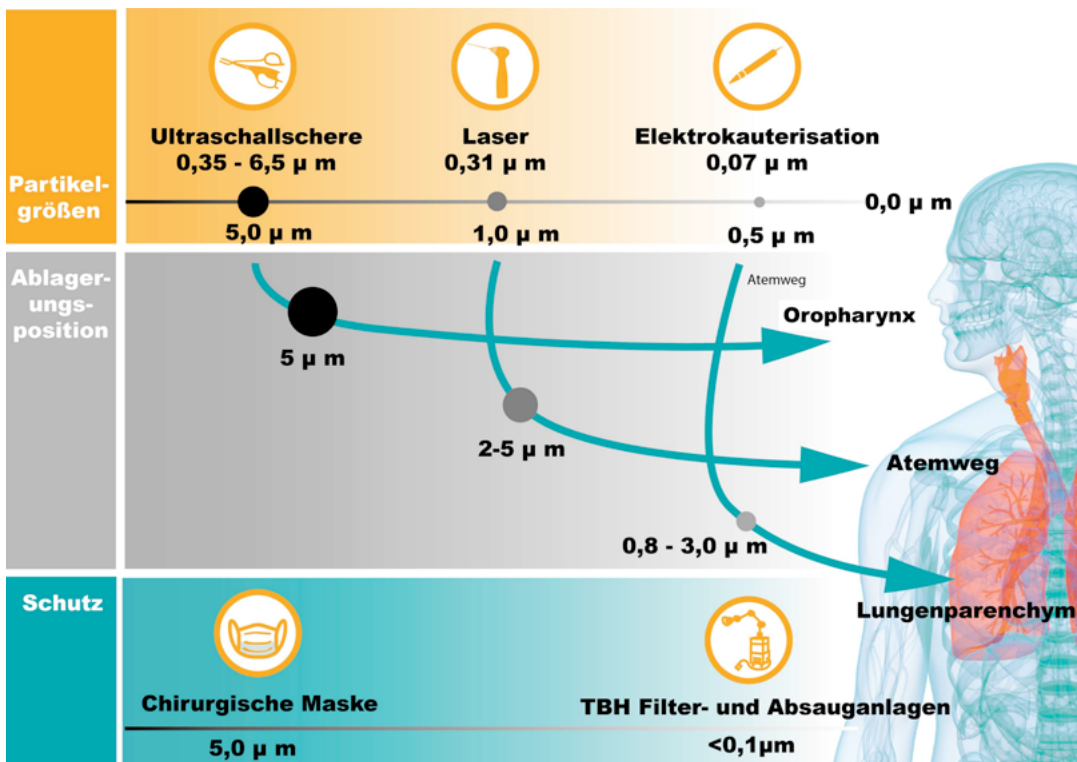 Partikel-
größen
Ultraschallschere
0,35 - 6,5 µ m
Laser
0,31 µ m
Elektrokauterisation
0,07 µ m
0,0 µ m
5,0 µ m
1,0 µ m
0,5 µ m
Ablager-
ungs-
position
Atemweg
Oropharynx
5 µ m
2-5 µ m
Atemweg
0,8 - 3,0 µ m
Lungenparenchym
Schutz
Chirurgische Maske
TBH Filter- und Absauganlagen
5,0 µ m
<0,1µm